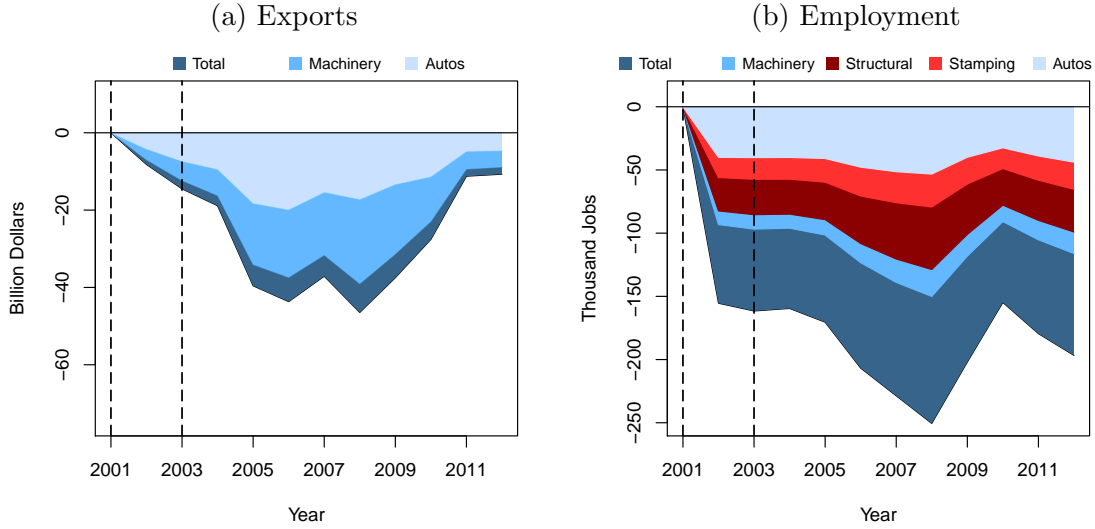 (a) Exports
Total Machinery Autos
Billion Dollars
0
−20
−40
−60
2001 2003 2005 2007 2009 2011
Year
(b) Employment
Total Machinery Structural Stamping Autos
Thousand Jobs
0
−50
−100
−150
−200
−250
2001 2003 2005 2007 2009 2011
Year